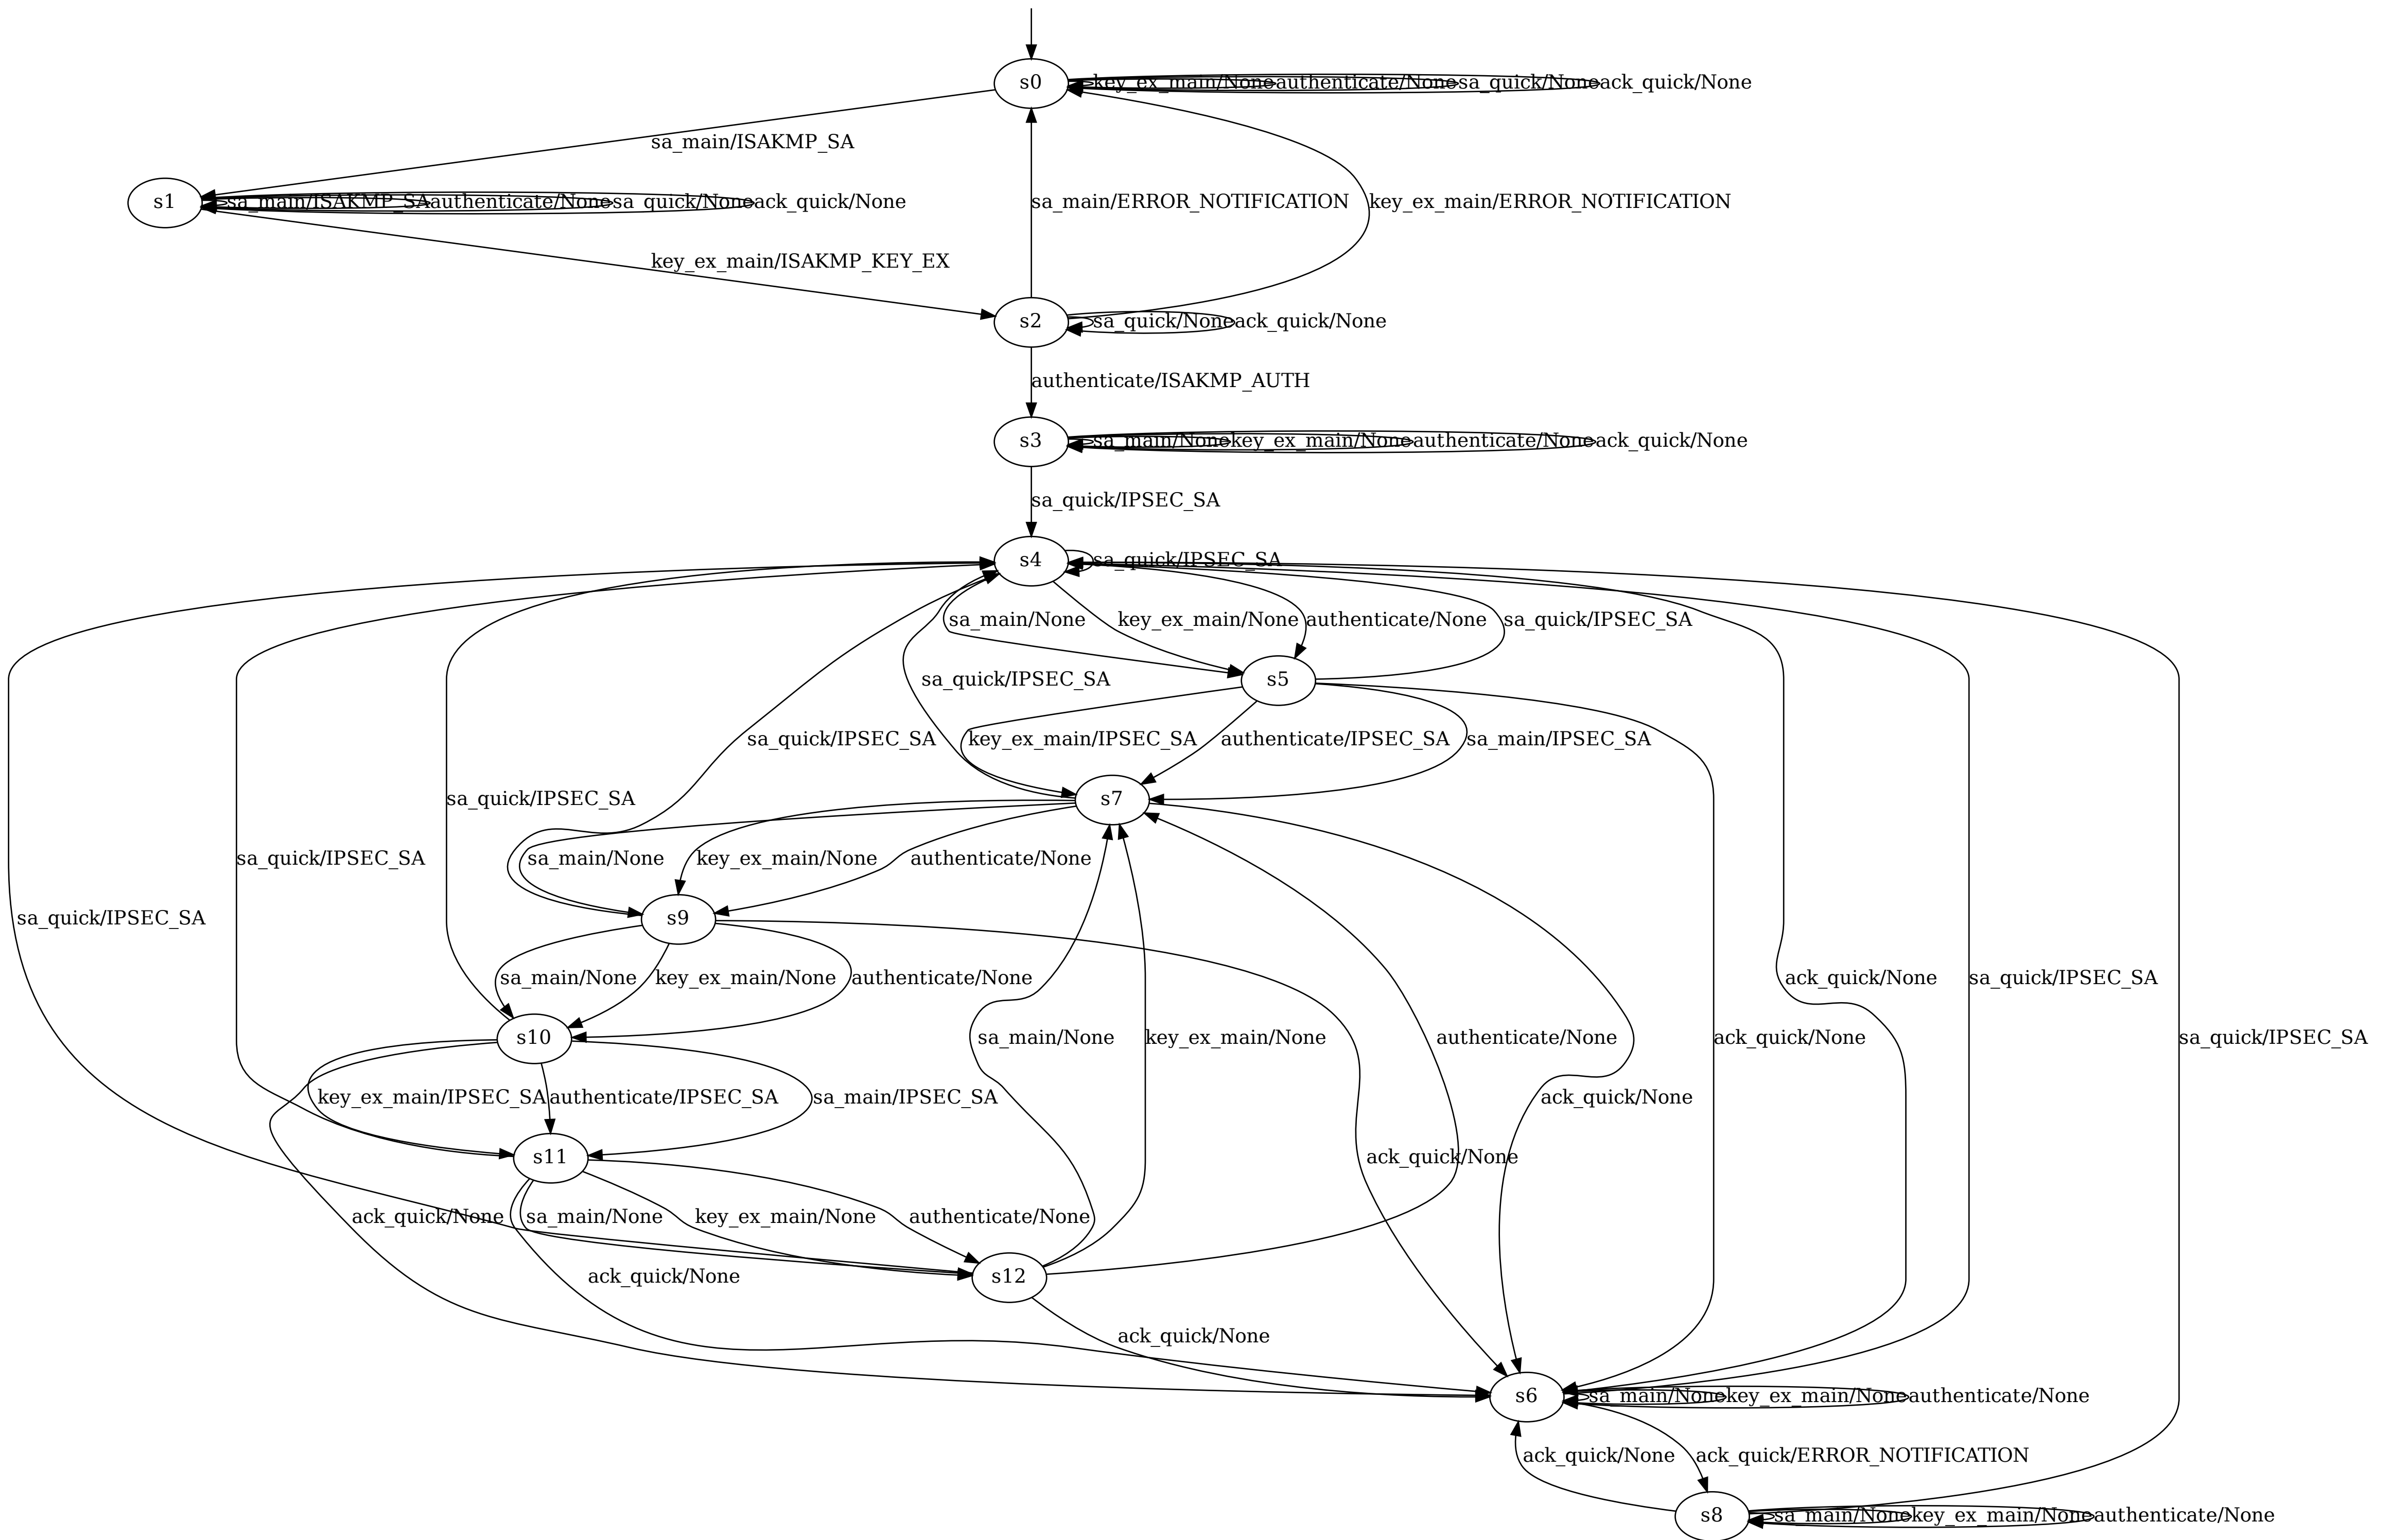 s0
key_ex_main/None
authenticate/None
sa_quick/None
ack_quick/None
sa_main/ISAKMP_SA
s1
sa_main/ISAKMP_SA
authenticate/None
sa_quick/None
ack_quick/None
sa_main/ERROR_NOTIFICATION
key_ex_main/ERROR_NOTIFICATION
key_ex_main/ISAKMP_KEY_EX
s2
sa_quick/None
ack_quick/None
authenticate/ISAKMP_AUTH
s3
sa_main/None
key_ex_main/None
authenticate/None
ack_quick/None
sa_quick/IPSEC_SA
s4
sa_quick/IPSEC_SA
sa_main/None
key_ex_main/None
authenticate/None
sa_quick/IPSEC_SA
sa_quick/IPSEC_SA
s5
sa_quick/IPSEC_SA
key_ex_main/IPSEC_SA
authenticate/IPSEC_SA
sa_main/IPSEC_SA
sa_quick/IPSEC_SA
s7
sa_quick/IPSEC_SA
sa_main/None
key_ex_main/None
authenticate/None
sa_quick/IPSEC_SA
s9
sa_main/None
key_ex_main/None
authenticate/None
ack_quick/None
sa_quick/IPSEC_SA
s10
sa_main/None
key_ex_main/None
authenticate/None
ack_quick/None
sa_quick/IPSEC_SA
key_ex_main/IPSEC_SA
authenticate/IPSEC_SA
sa_main/IPSEC_SA
ack_quick/None
s11
ack_quick/None
ack_quick/None
sa_main/None
key_ex_main/None
authenticate/None
ack_quick/None
s12
ack_quick/None
s6
sa_main/None
key_ex_main/None
authenticate/None
ack_quick/None
ack_quick/ERROR_NOTIFICATION
s8
sa_main/None
key_ex_main/None
authenticate/None